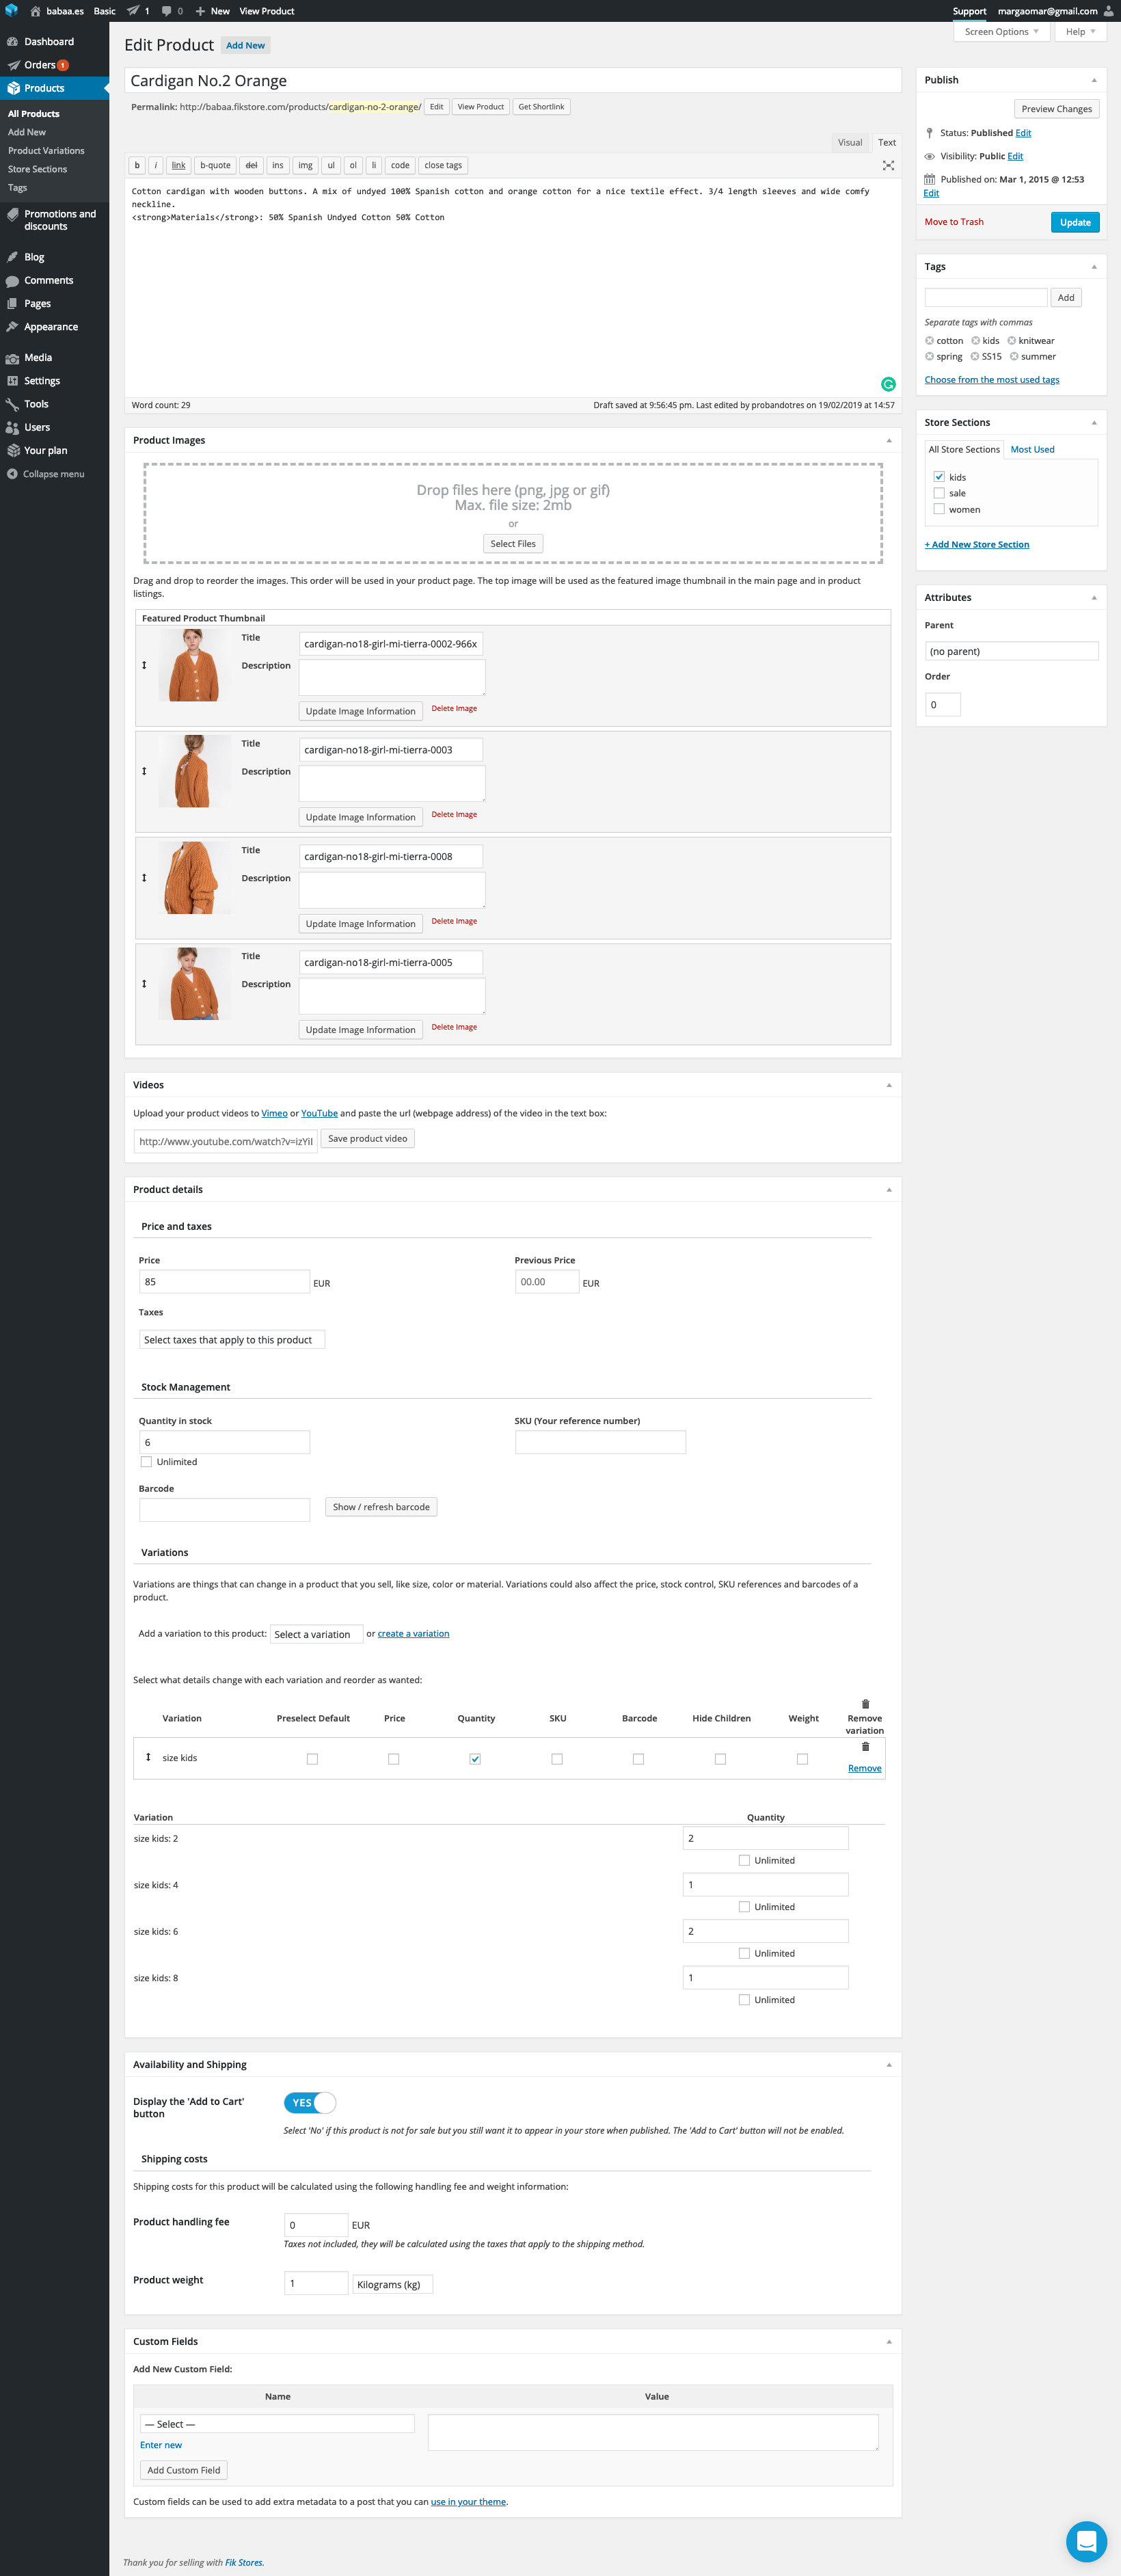 babaa.es Basic 1 0 New View Product Support margaomar@gmail.com
Screen Options Help
Dashboard
Orders 1
Products
All Products
Add New
Product Variations
Store Sections
Tags
Promotions and
discounts
Blog
Comments
Pages
Appearance
Media
Settings
Tools
Users
Your plan
Collapse menu
Edit Product Add New
Cardigan No.2 Orange
Permalink: http://babaa.fikstore.com/products/cardigan-no-2-orange/ Edit View Product Get Shortlink
Visual Text
b i link b-quote del ins img ul ol li code close tags
Cotton cardigan with wooden buttons. A mix of undyed 100% Spanish cotton and orange cotton for a nice textile effect. 3/4 length sleeves and wide comfy
neckline.
<strong>Materials</strong>: 50% Spanish Undyed Cotton 50% Cotton
Word count: 29 Draft saved at 9:56:45 pm. Last edited by probandotres on 19/02/2019 at 14:57
Product Images
Drop files here (png, jpg or gif)
Max. file size: 2mb
or
Select Files
Drag and drop to reorder the images. This order will be used in your product page. The top image will be used as the featured image thumbnail in the main page and in product
listings.
Featured Product Thumbnail
Title cardigan-no18-girl-mi-tierra-0002-966x
Description
Update Image Information Delete Image
Title cardigan-no18-girl-mi-tierra-0003
Description
Update Image Information Delete Image
Title cardigan-no18-girl-mi-tierra-0008
Description
Update Image Information Delete Image
Title cardigan-no18-girl-mi-tierra-0005
Description
Update Image Information Delete Image
Videos
Upload your product videos to Vimeo or YouTube and paste the url (webpage address) of the video in the text box:
http://www.youtube.com/watch?v=izYiI Save product video
Product details
Price and taxes
Price Previous Price
85 EUR 00.00 EUR
Taxes
Select taxes that apply to this product
Stock Management
Quantity in stock SKU (Your reference number)
6
Unlimited
Barcode
Show / refresh barcode
Variations
Variations are things that can change in a product that you sell, like size, color or material. Variations could also affect the price, stock control, SKU references and barcodes of a
product.
Add a variation to this product: Select a variation or create a variation
Select what details change with each variation and reorder as wanted:
Variation Preselect Default Price Quantity SKU Barcode Hide Children Weight Remove
variation
size kids
Remove
Variation Quantity
size kids: 2 2
Unlimited
size kids: 4 1
Unlimited
size kids: 6 2
Unlimited
size kids: 8 1
Unlimited
Availability and Shipping
Display the 'Add to Cart'
button
YES
Select 'No' if this product is not for sale but you still want it to appear in your store when published. The 'Add to Cart' button will not be enabled.
Shipping costs
Shipping costs for this product will be calculated using the following handling fee and weight information:
Product handling fee 0 EUR
Taxes not included, they will be calculated using the taxes that apply to the shipping method.
Product weight 1 Kilograms (kg)
Custom Fields
Add New Custom Field:
Name Value
— Select —
Enter new
Add Custom Field
Custom fields can be used to add extra metadata to a post that you can use in your theme.
Thank you for selling with Fik Stores.
Publish
Preview Changes
Status: Published Edit
Visibility: Public Edit
Published on: Mar 1, 2015 @ 12:53
Edit
Move to Trash Update
Tags
Add
Separate tags with commas
cotton kids knitwear
spring SS15 summer
Choose from the most used tags
Store Sections
All Store Sections Most Used
kids
sale
women
+ Add New Store Section
Attributes
Parent
(no parent)
Order
0